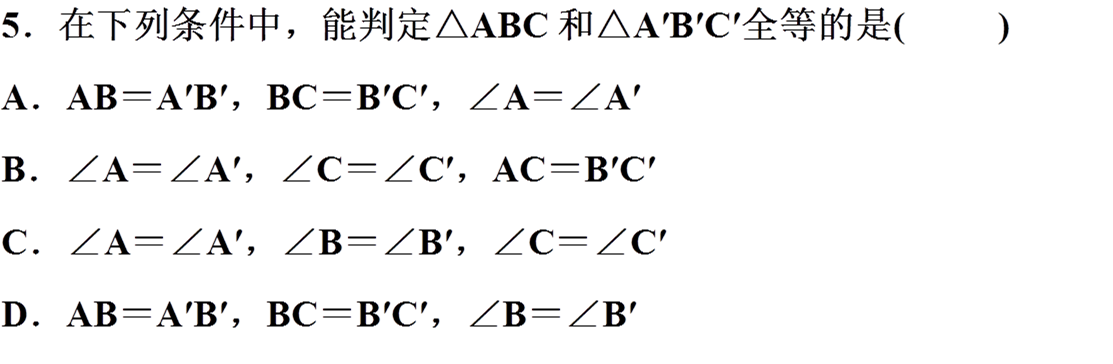 5．在下列条件中，能判定△ABC 和△A′B′C′全等的是(　　)
A．AB＝A′B′，BC＝B′C′，∠A＝∠A′
B．∠A＝∠A′，∠C＝∠C′，AC＝B′C′
C．∠A＝∠A′，∠B＝∠B′，∠C＝∠C′
D．AB＝A′B′，BC＝B′C′，∠B＝∠B′